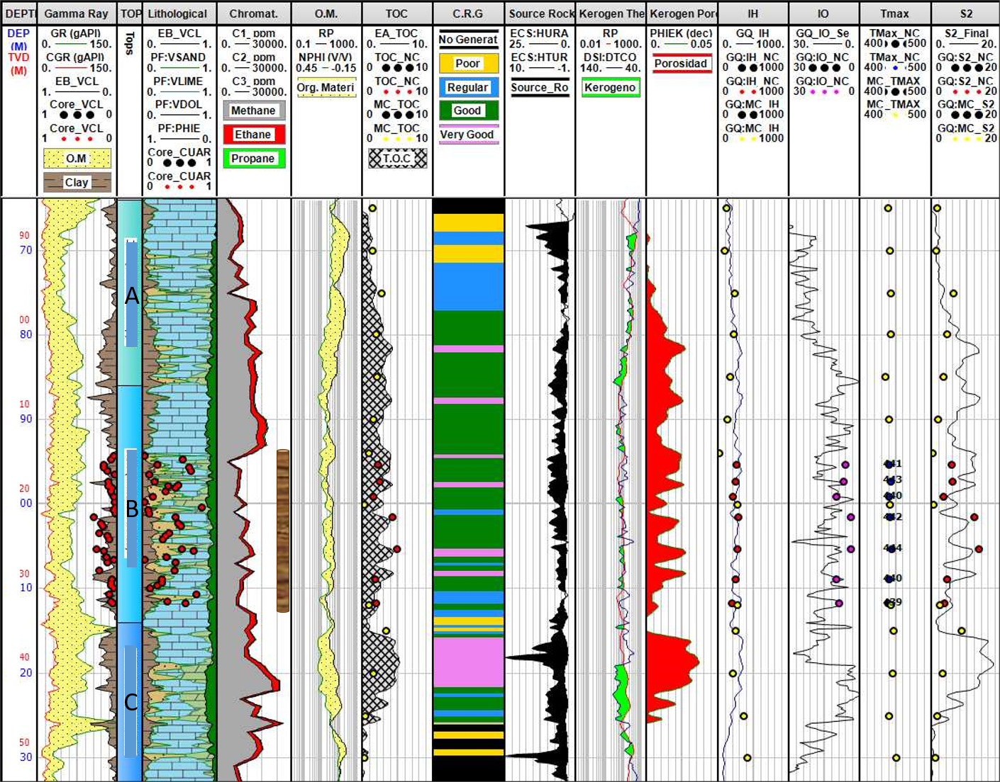 DEPTI Gamma Ray TOP Lithological Chromat. O.M. TOC C.R.G Source Rock Kerogen The Kerogen Pore IH IO Tmax S2
DEP (M)
TVD (M)
GR (gAPI)
0. 150.
CGR (gAPI)
0. 150.
EB_VCL
1. 0.
Core_VCL
1 0
Core_VCL
1 0
O.M
Clay
Tops
EB_VCL
0. 1.
PF:VSAND
0. 1.
PF:VLIME
0. 1.
PF:VDOL
0. 1.
PF:PHIE
1. 0.
Core_CUAR
0 1
Core_CUAR
0 1
C1_ppm
0. 30000.
C2_ppm
0. 30000.
C3_ppm
0. 30000.
Methane
Ethane
Propane
RP
0.1 1000.
NPHI (V/V)
0.45 -0.15
Org. Materi
EA_TOC
0. 10.
TOC_NC
0 10
TOC_NC
0 10
MC_TOC
0 10
MC_TOC
0 10
T.O.C
No Generat
Poor
Regular
Good
Very Good
ECS:HURA
25. 0.
ECS:HTUR
10. -1.
Source_Ro
RP
0.01 1000.
DSI:DTCO
140. 40.
Kerogeno
PHIEK (dec)
0. 0.05
Porosidad
GQ_IH
0. 1000.
GQ:IH_NC
0 1000
GQ:IH_NC
0 1000
GQ:MC_IH
0 1000
GQ:MC_IH
0 1000
GQ_IO_Se
30. 0.
GQ:IO_NC
30 0
GQ:IO_NC
30 0
TMax_NC
400 500
TMax_NC
400 500
MC_TMAX
400 500
MC_TMAX
400 500
S2_Final
0. 20.
GQ:S2_NC
0 20
GQ:S2_NC
0 20
GQ:MC_S2
0 20
GQ:MC_S2
0 20
90
70
A
00
80
10
90
441
443
20
440
00
B
442
444
30
440
10
439
40
20
C
50
30